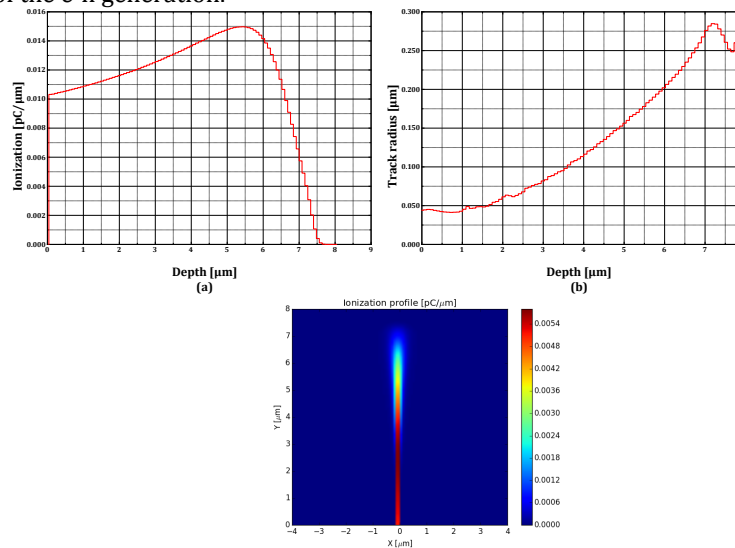 of the e-h generation.
0.016
0.014
0.012
0.010
0.008
0.006
0.004
0.002
0.000
Ionization [pC/μm]
0 1 2 3 4 5 6 7 8 9
Depth [μm]
(a)
0.300
0.250
0.200
0.150
0.100
0.050
0.000
Track radius [μm]
0 1 2 3 4 5 6 7
Depth [μm]
(b)
Ionization profile [pC/μm]
8
7
6
5
4
3
2
1
0
Y [μm]
−4 −3 −2 −1 0 1 2 3 4
X [μm]
0.0054
0.0048
0.0042
0.0036
0.0030
0.0024
0.0018
0.0012
0.0006
0.0000